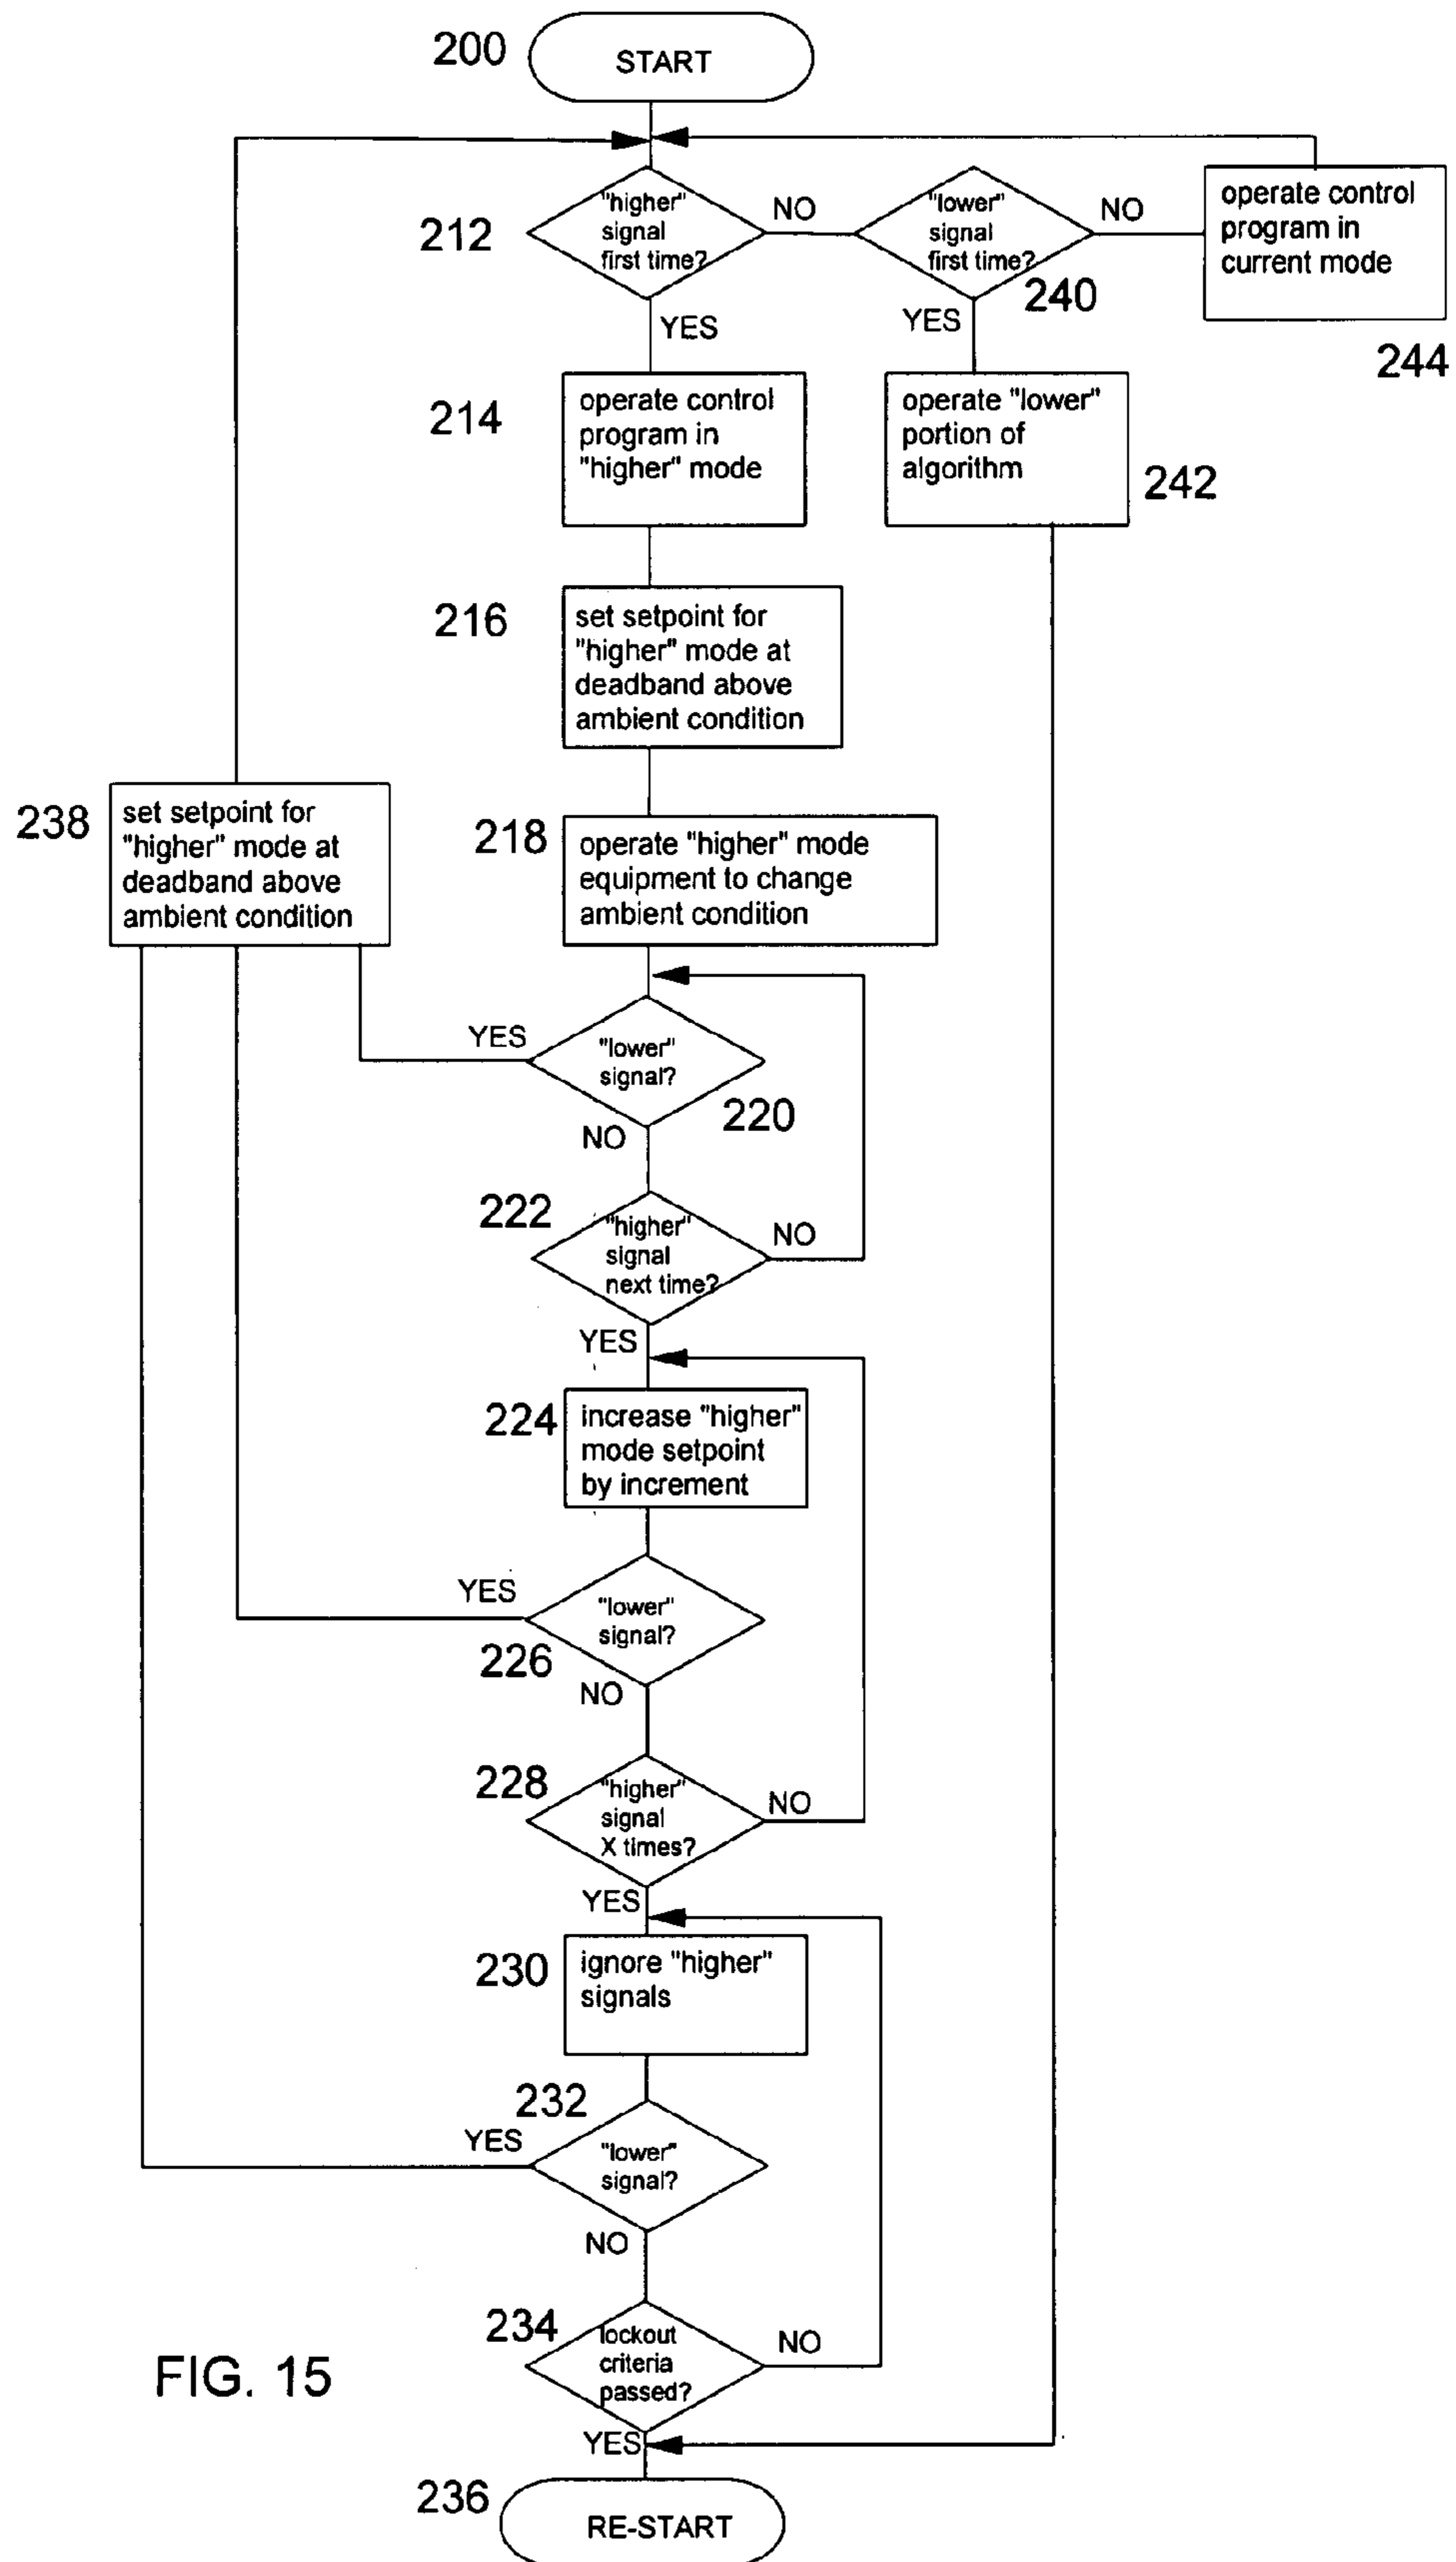 200
START
212
"higher"
signal
first time?
NO
"lower"
signal
first time?
240
NO
operate control
program in
current mode
244
YES
YES
214
operate control
program in
"higher" mode
operate "lower"
portion of
algorithm
242
216
set setpoint for
"higher" mode at
deadband above
ambient condition
238
set setpoint for
"higher" mode at
deadband above
ambient condition
218
operate "higher" mode
equipment to change
ambient condition
YES
"lower"
signal?
220
NO
222
"higher"
signal
next time?
NO
YES
224
increase "higher"
mode setpoint
by increment
YES
"lower"
signal?
226
NO
228
"higher"
signal
X times?
NO
YES
230
ignore "higher"
signals
232
YES
"lower"
signal?
NO
234
lockout
criteria
passed?
NO
FIG. 15
YES
236
RE-START